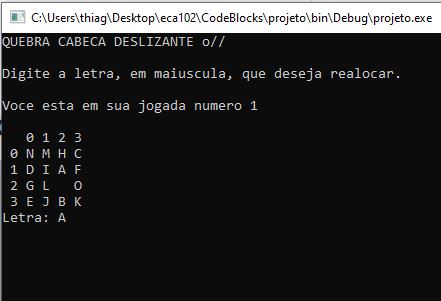 C:\Users\thiag\Desktop\eca102\CodeBlocks\projeto\bin\Debug\projeto.exe
QUEBRA CABECA DESLIZANTE o//
Digite a letra, em maiuscula, que deseja realocar.
Voce esta em sua jogada numero 1
0 1 2 3
0 N M H C
1 D I A F
2 G L   O
3 E J B K
Letra: A